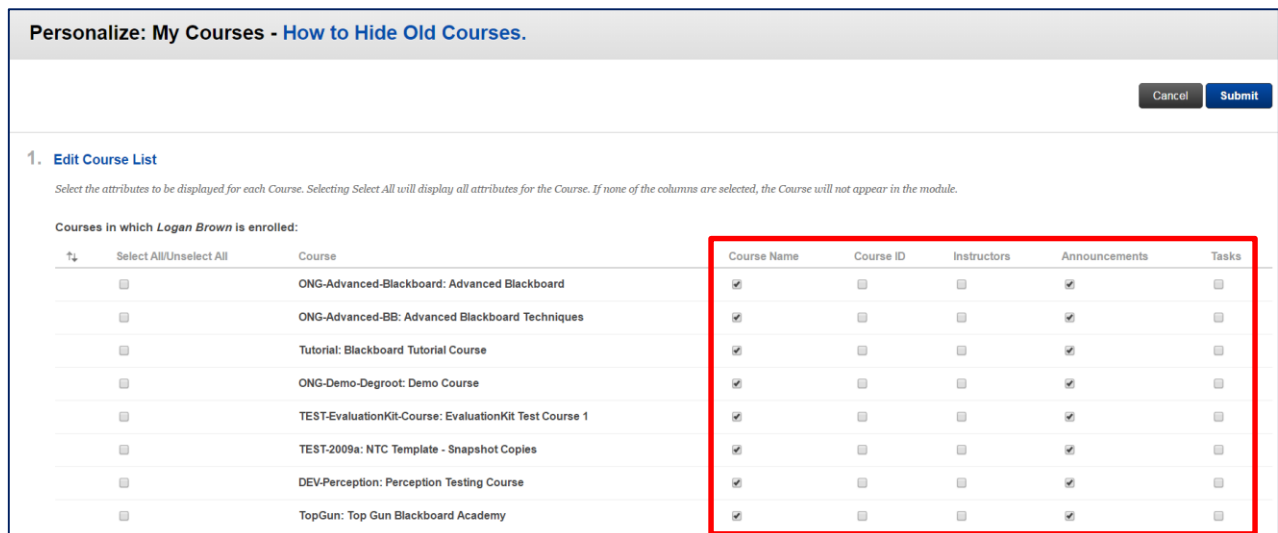 Personalize: My Courses - How to Hide Old Courses.
Cancel Submit
1. Edit Course List
Select the attributes to be displayed for each Course. Selecting Select All will display all attributes for the Course. If none of the columns are selected, the Course will not appear in the module.
Courses in which Logan Brown is enrolled:
Select All/Unselect All Course Course Name Course ID Instructors Announcements Tasks
ONG-Advanced-Blackboard: Advanced Blackboard
ONG-Advanced-BB: Advanced Blackboard Techniques
Tutorial: Blackboard Tutorial Course
ONG-Demo-Degroot: Demo Course
TEST-EvaluationKit-Course: EvaluationKit Test Course 1
TEST-2009a: NTC Template - Snapshot Copies
DEV-Perception: Perception Testing Course
TopGun: Top Gun Blackboard Academy